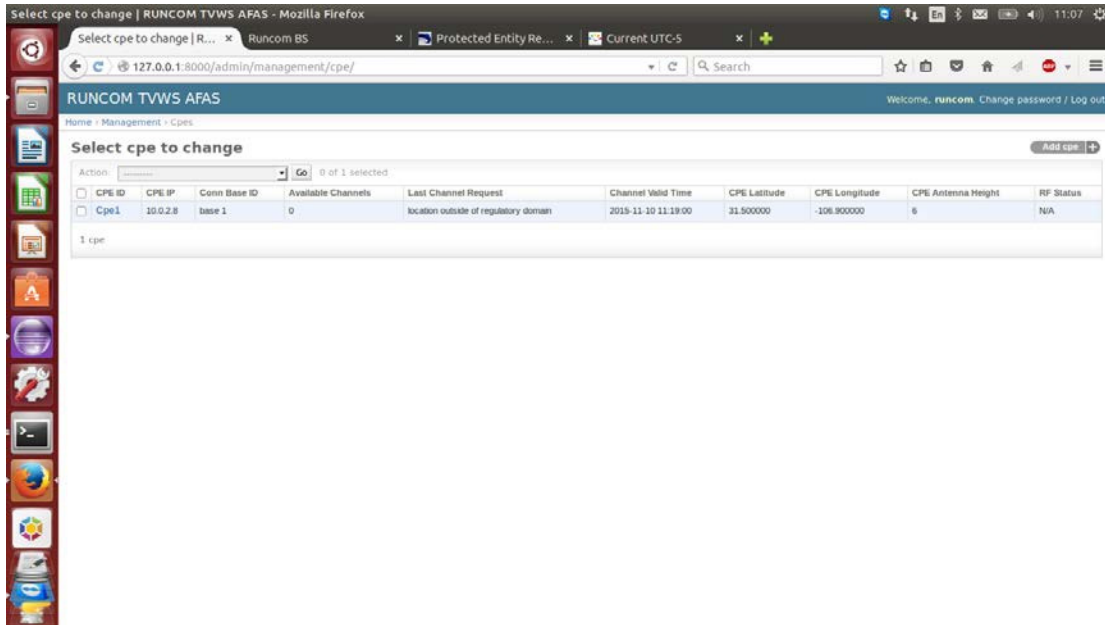 Select cpe to change | RUNCOM TVWS AFAS - Mozilla Firefox
En
11:07
Select cpe to change | R...
Runcom BS
Protected Entity Re...
Current UTC-5
127.0.0.1:8000/admin/management/cpe/
Search
ABP
RUNCOM TVWS AFAS
Welcome, runcom. Change password / Log out
Home › Management › Cpes
Select cpe to change
Add cpe
Action: ---------
Go
0 of 1 selected
CPE ID CPE IP Conn Base ID Available Channels Last Channel Request Channel Valid Time CPE Latitude CPE Longitude CPE Antenna Height RF Status
Cpe1 10.0.2.8 base 1 0 location outside of regulatory domain 2015-11-10 11:19:00 31.500000 -106.900000 6 N/A
1 cpe